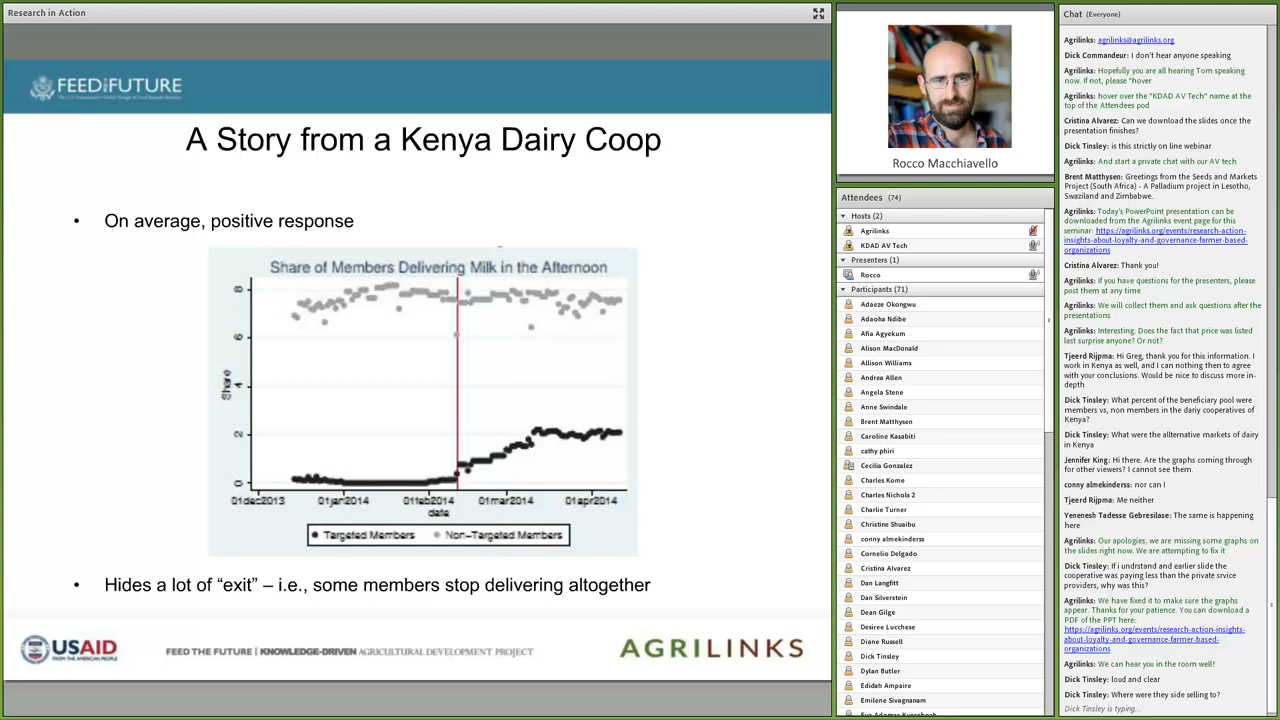 Research in Action
FEED THE FUTURE
A Story from a Kenya Dairy Coop
• On average, positive response
Share of Members Delivering Milk in the Afternoon
Share
.8
.6
.4
.2
0
01dec2013 01jan2014 01feb2014 01mar2014 01apr2014
date
Targeted Members Non-Targeted Members
• Hides a lot of “exit” – i.e., some members stop delivering altogether
USAID
FROM THE AMERICAN PEOPLE
FEED THE FUTURE | KNOWLEDGE-DRIVEN AGRICULTURAL DEVELOPMENT PROJECT
AGRILINKS
Rocco Macchiavello
Attendees (74)
Hosts (2)
Agrilinks
KDAD AV Tech
Presenters (1)
Rocco
Participants (71)
Adaeze Okongwu
Adaoha Ndibe
Afia Agyekum
Alison MacDonald
Allison Williams
Andrea Allen
Angela Stene
Anne Swindale
Brent Matthysen
Caroline Kasabiti
cathy phiri
Cecilia Gonzalez
Charles Kome
Charles Nichols 2
Charlie Turner
Christine Shuaibu
conny almekinderss
Cornelio Delgado
Cristina Alvarez
Dan Langfitt
Dan Silverstein
Dean Gilge
Desiree Lucchese
Diane Russell
Dick Tinsley
Dylan Butler
Edidah Ampaire
Emilene Sivagnanam
Chat (Everyone)
Agrilinks: agrilinks@agrilinks.org
Dick Commandeur: I don't hear anyone speaking
Agrilinks: Hopefully you are all hearing Tom speaking
now. If not, please "hover
Agrilinks: hover over the "KDAD AV Tech" name at the
top of the Attendees pod
Cristina Alvarez: Can we download the slides once the
presentation finishes?
Dick Tinsley: is this strictly on line webinar
Agrilinks: And start a private chat with our AV tech
Brent Matthysen: Greetings from the Seeds and Markets
Project (South Africa) - A Palladium project in Lesotho,
Swaziland and Zimbabwe.
Agrilinks: Today's PowerPoint presentation can be
downloaded from the Agrilinks event page for this
seminar: https://agrilinks.org/events/research-action-
insights-about-loyalty-and-governance-farmer-based-
organizations
Cristina Alvarez: Thank you!
Agrilinks: If you have questions for the presenters, please
post them at any time
Agrilinks: We will collect them and ask questions after the
presentations
Agrilinks: Interesting. Does the fact that price was listed
last surprise anyone? Or not?
Tjeerd Rijpma: Hi Greg, thank you for this information. I
work in Kenya as well, and I can nothing then to agree
with your conclusions. Would be nice to discuss more in-
depth
Dick Tinsley: What percent of the beneficiary pool were
members vs, non members in the dariy cooperatives of
Kenya?
Dick Tinsley: What were the allternative markets of dairy
in Kenya
Jennifer King: Hi there. Are the graphs coming through
for other viewers? I cannot see them.
conny almekinderss: nor can I
Tjeerd Rijpma: Me neither
Yenenesh Tadesse Gebresilase: The same is happening
here
Agrilinks: Our apologies, we are missing some graphs on
the slides right now. We are attempting to fix it
Dick Tinsley: If i undrstand and earlier slide the
cooperative was paying less than the private srvice
providers, why was this?
Agrilinks: We have fixed it to make sure the graphs
appear. Thanks for your patience. You can download a
PDF of the PPT here:
https://agrilinks.org/events/research-action-insights-
about-loyalty-and-governance-farmer-based-
organizations
Agrilinks: We can hear you in the room well!
Dick Tinsley: loud and clear
Dick Tinsley: Where were they side selling to?
Dick Tinsley is typing...